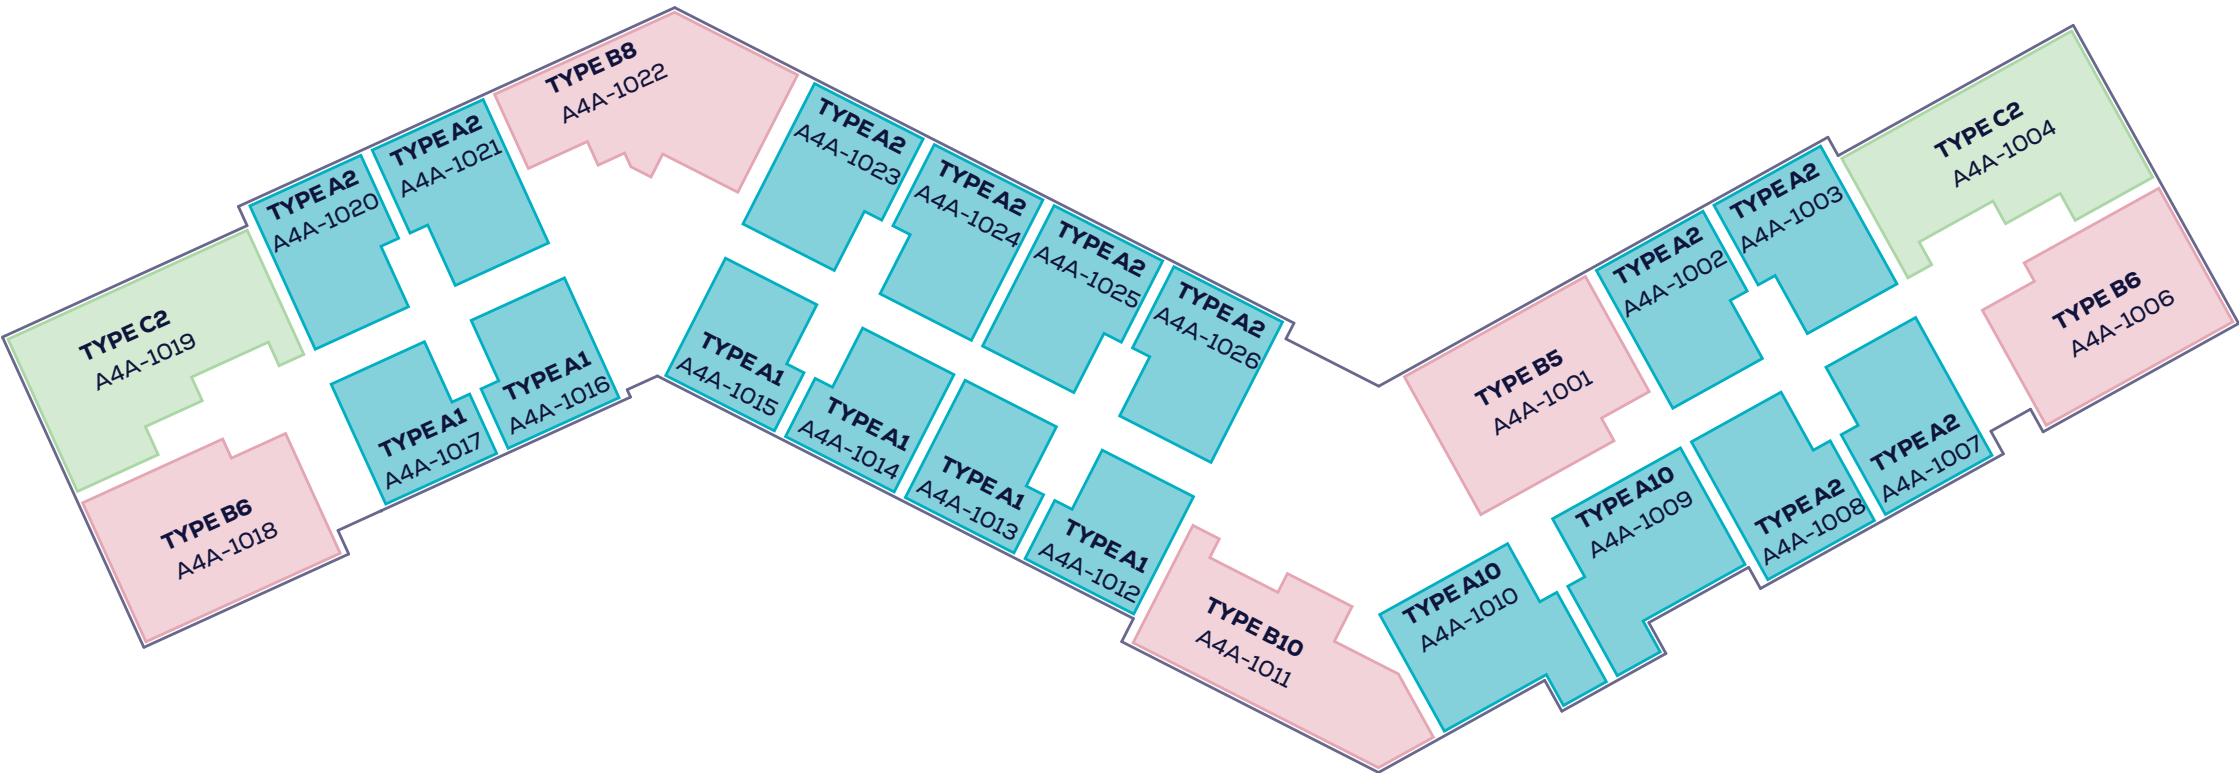 TYPE B8
A4A-1022
TYPE A2
A4A-1021
TYPE A2
A4A-1020
TYPE C2
A4A-1019
TYPE B6
A4A-1018
TYPE A1
A4A-1017
TYPE A1
A4A-1016
TYPE A2
A4A-1023
TYPE A2
A4A-1024
TYPE A2
A4A-1025
TYPE A2
A4A-1026
TYPE A1
A4A-1015
TYPE A1
A4A-1014
TYPE A1
A4A-1013
TYPE A1
A4A-1012
TYPE B10
A4A-1011
TYPE B5
A4A-1001
TYPE A2
A4A-1002
TYPE A2
A4A-1003
TYPE C2
A4A-1004
TYPE B6
A4A-1006
TYPE A2
A4A-1007
TYPE A2
A4A-1008
TYPE A10
A4A-1009
TYPE A10
A4A-1010